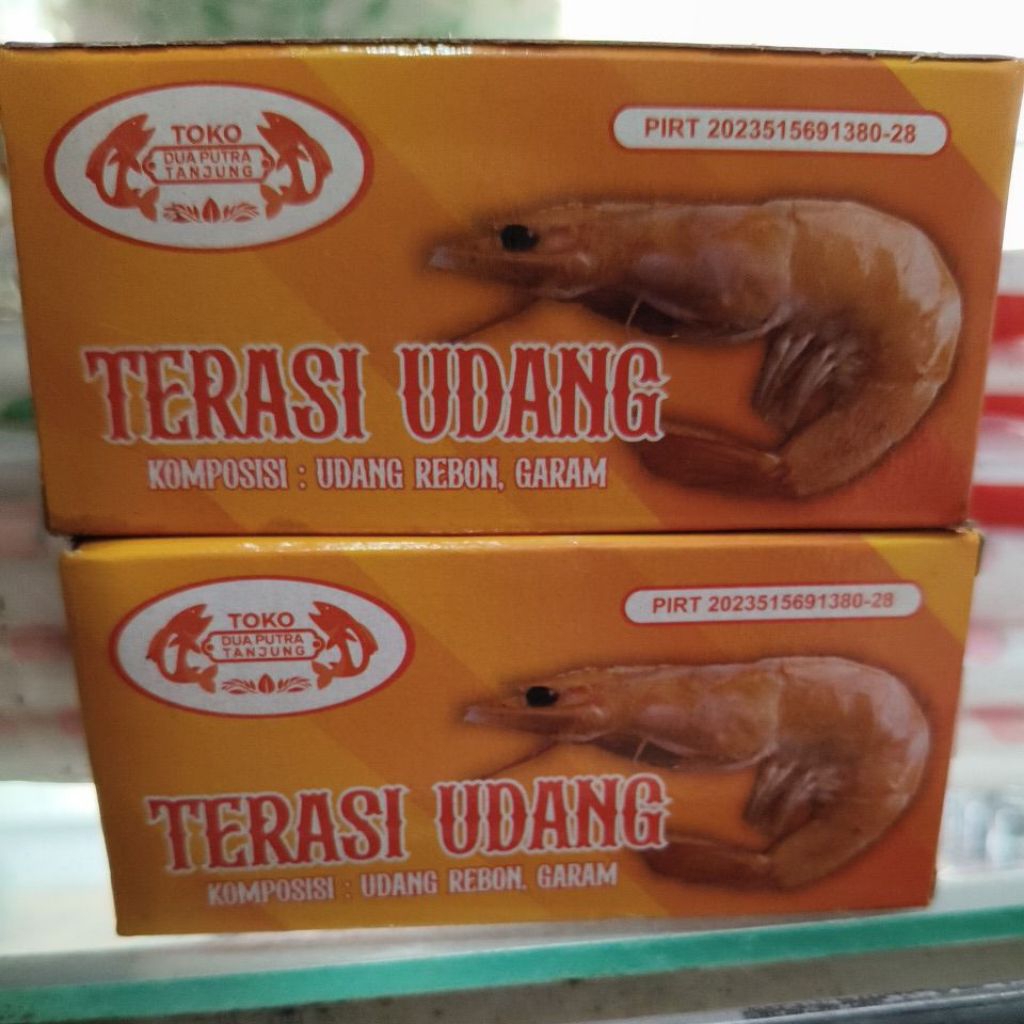 TOKO
DUA PUTRA
TANJUNG
PIRT 2023515691380-28
TERASI UDANG
KOMPOSISI : UDANG REBON, GARAM
TOKO
DUA PUTRA
TANJUNG
PIRT 2023515691380-28
TERASI UDANG
KOMPOSISI : UDANG REBON, GARAM